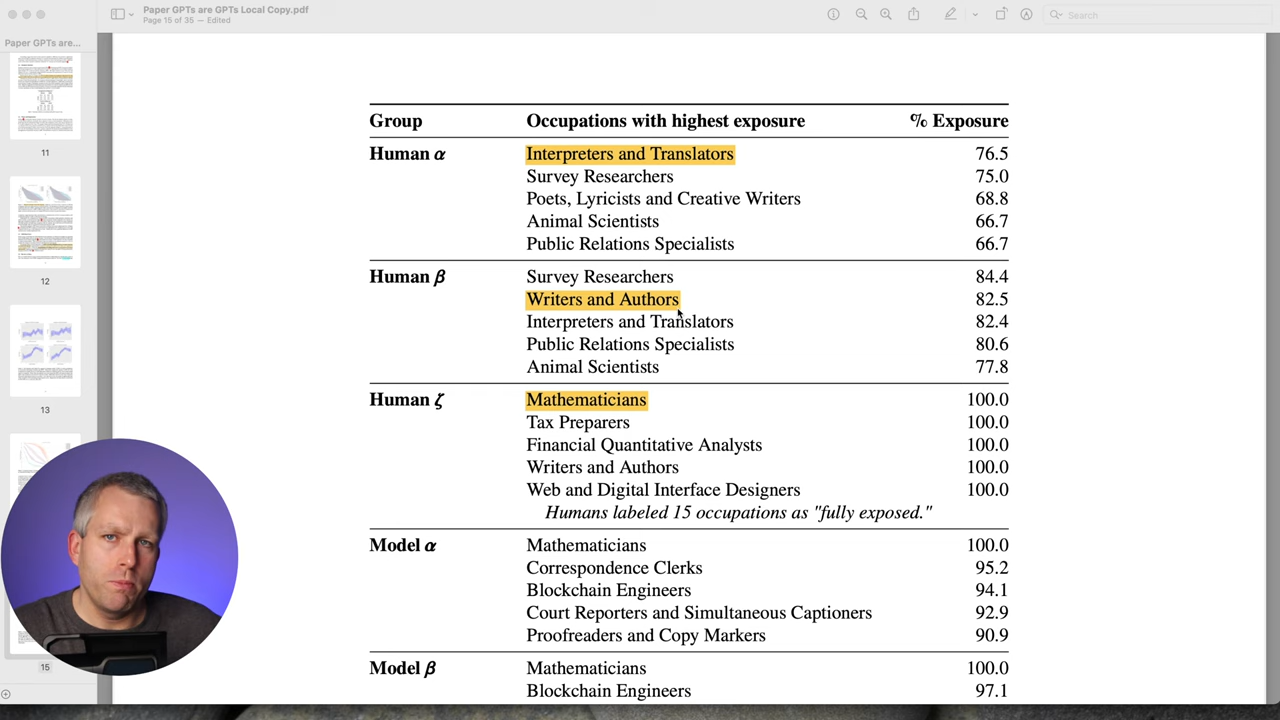 Paper GPTs are GPTs Local Copy.pdf
Page 15 of 35 — Edited
Search
Paper GPTs are...
11
12
13
15
Group Occupations with highest exposure % Exposure
Human α Interpreters and Translators 76.5
Survey Researchers 75.0
Poets, Lyricists and Creative Writers 68.8
Animal Scientists 66.7
Public Relations Specialists 66.7
Human β Survey Researchers 84.4
Writers and Authors 82.5
Interpreters and Translators 82.4
Public Relations Specialists 80.6
Animal Scientists 77.8
Human ζ Mathematicians 100.0
Tax Preparers 100.0
Financial Quantitative Analysts 100.0
Writers and Authors 100.0
Web and Digital Interface Designers 100.0
Humans labeled 15 occupations as "fully exposed."
Model α Mathematicians 100.0
Correspondence Clerks 95.2
Blockchain Engineers 94.1
Court Reporters and Simultaneous Captioners 92.9
Proofreaders and Copy Markers 90.9
Model β Mathematicians 100.0
Blockchain Engineers 97.1